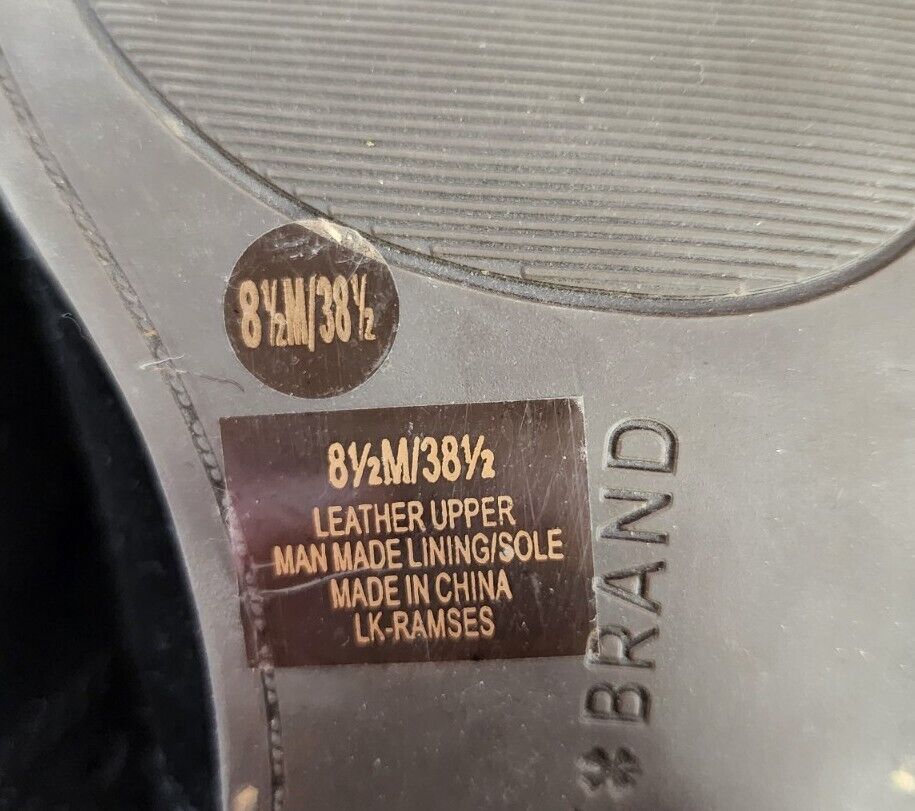 8½M/38½
8½M/38½
LEATHER UPPER
MAN MADE LINING/SOLE
MADE IN CHINA
LK-RAMSES
*BRAND